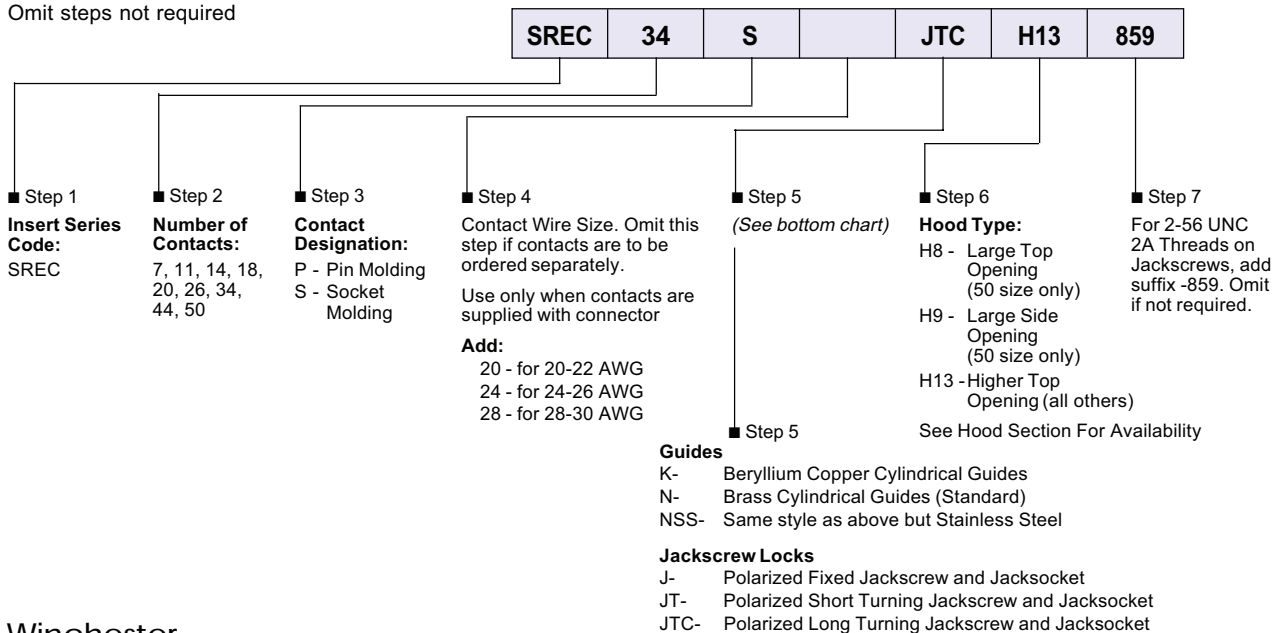 Omit steps not required
SREC 34 S JTC H13 859
■ Step 1
Insert Series
Code:
SREC
■ Step 2
Number of
Contacts:
7, 11, 14, 18,
20, 26, 34,
44, 50
■ Step 3
Contact
Designation:
P - Pin Molding
S - Socket
Molding
■ Step 4
Contact Wire Size. Omit this
step if contacts are to be
ordered separately.
Use only when contacts are
supplied with connector
Add:
20 - for 20-22 AWG
24 - for 24-26 AWG
28 - for 28-30 AWG
■ Step 5
(See bottom chart)
■ Step 6
Hood Type:
H8 - Large Top
Opening
(50 size only)
H9 - Large Side
Opening
(50 size only)
H13 -Higher Top
Opening (all others)
See Hood Section For Availability
■ Step 7
For 2-56 UNC
2A Threads on
Jackscrews, add
suffix -859. Omit
if not required.
■ Step 5
Guides
K- Beryllium Copper Cylindrical Guides
N- Brass Cylindrical Guides (Standard)
NSS- Same style as above but Stainless Steel
Jackscrew Locks
J- Polarized Fixed Jackscrew and Jacksocket
JT- Polarized Short Turning Jackscrew and Jacksocket
JTC- Polarized Long Turning Jackscrew and Jacksocket
Winchester